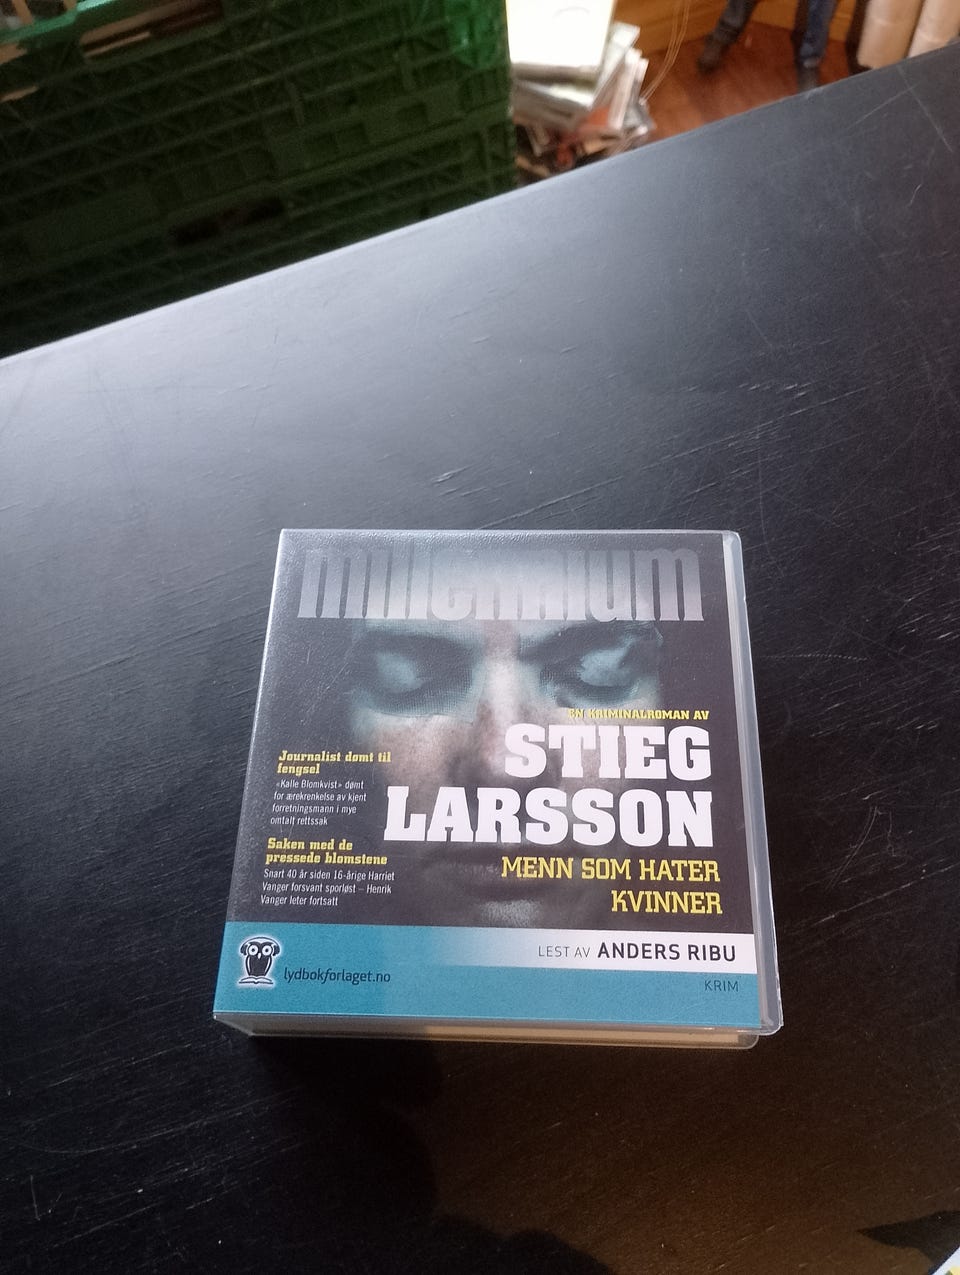 millennium
EN KRIMINALROMAN AV
STIEG
LARSSON
MENN SOM HATER
KVINNER
Journalist dømt til
fengsel
«Kalle Blomkvist» dømt
for ærekrenkelse av kjent
forretningsmann i mye
omtalt rettssak
Saken med de
pressede blomstene
Snart 40 år siden 16-årige Harriet
Vanger forsvant sporløst – Henrik
Vanger leter fortsatt
LEST AV ANDERS RIBU
lydbokforlaget.no
KRIM